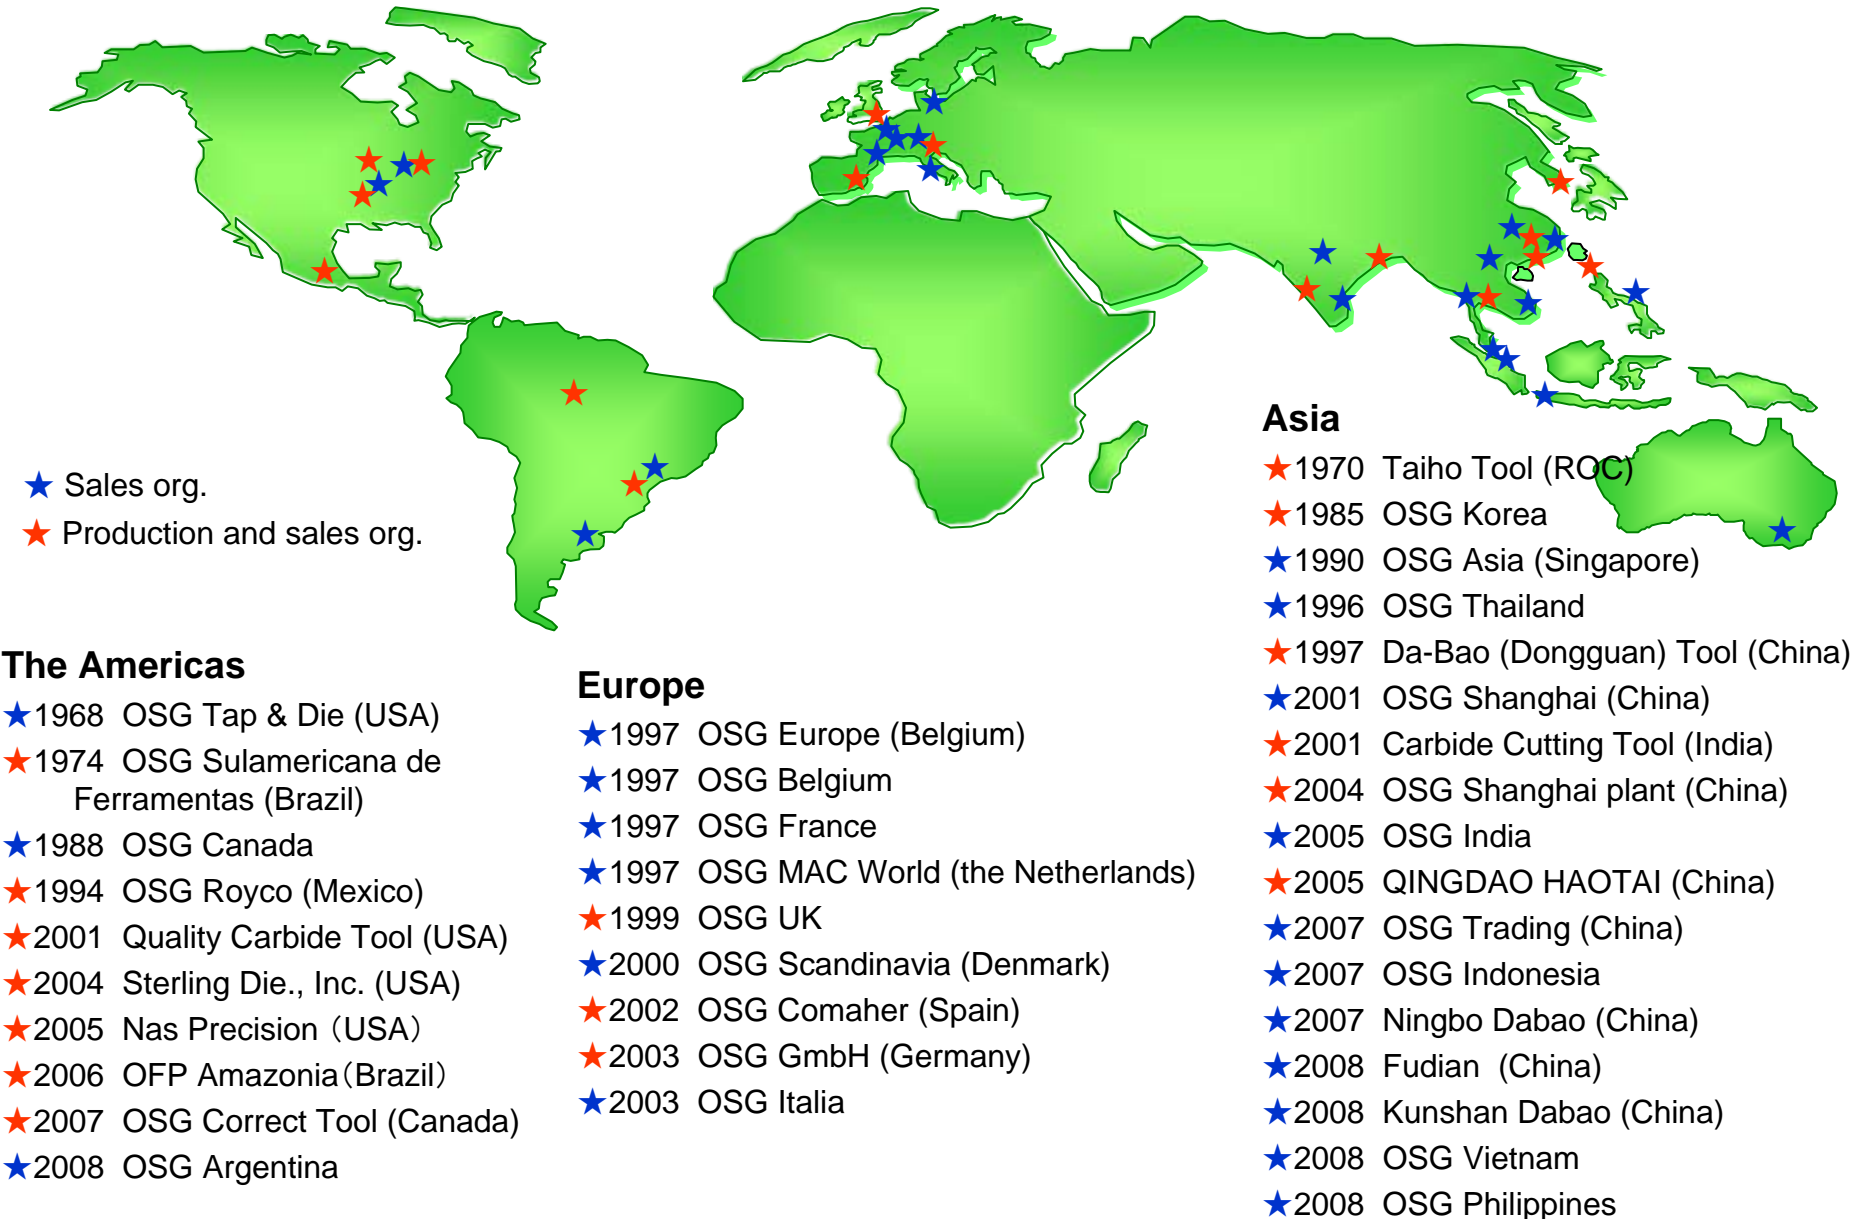 ★ Sales org.
★ Production and sales org.
The Americas
★1968 OSG Tap & Die (USA)
★1974 OSG Sulamericana de
Ferramentas (Brazil)
★1988 OSG Canada
★1994 OSG Royco (Mexico)
★2001 Quality Carbide Tool (USA)
★2004 Sterling Die., Inc. (USA)
★2005 Nas Precision（USA）
★2006 OFP Amazonia（Brazil）
★2007 OSG Correct Tool (Canada)
★2008 OSG Argentina
Europe
★1997 OSG Europe (Belgium)
★1997 OSG Belgium
★1997 OSG France
★1997 OSG MAC World (the Netherlands)
★1999 OSG UK
★2000 OSG Scandinavia (Denmark)
★2002 OSG Comaher (Spain)
★2003 OSG GmbH (Germany)
★2003 OSG Italia
Asia
★1970 Taiho Tool (ROC)
★1985 OSG Korea
★1990 OSG Asia (Singapore)
★1996 OSG Thailand
★1997 Da-Bao (Dongguan) Tool (China)
★2001 OSG Shanghai (China)
★2001 Carbide Cutting Tool (India)
★2004 OSG Shanghai plant (China)
★2005 OSG India
★2005 QINGDAO HAOTAI (China)
★2007 OSG Trading (China)
★2007 OSG Indonesia
★2007 Ningbo Dabao (China)
★2008 Fudian (China)
★2008 Kunshan Dabao (China)
★2008 OSG Vietnam
★2008 OSG Philippines